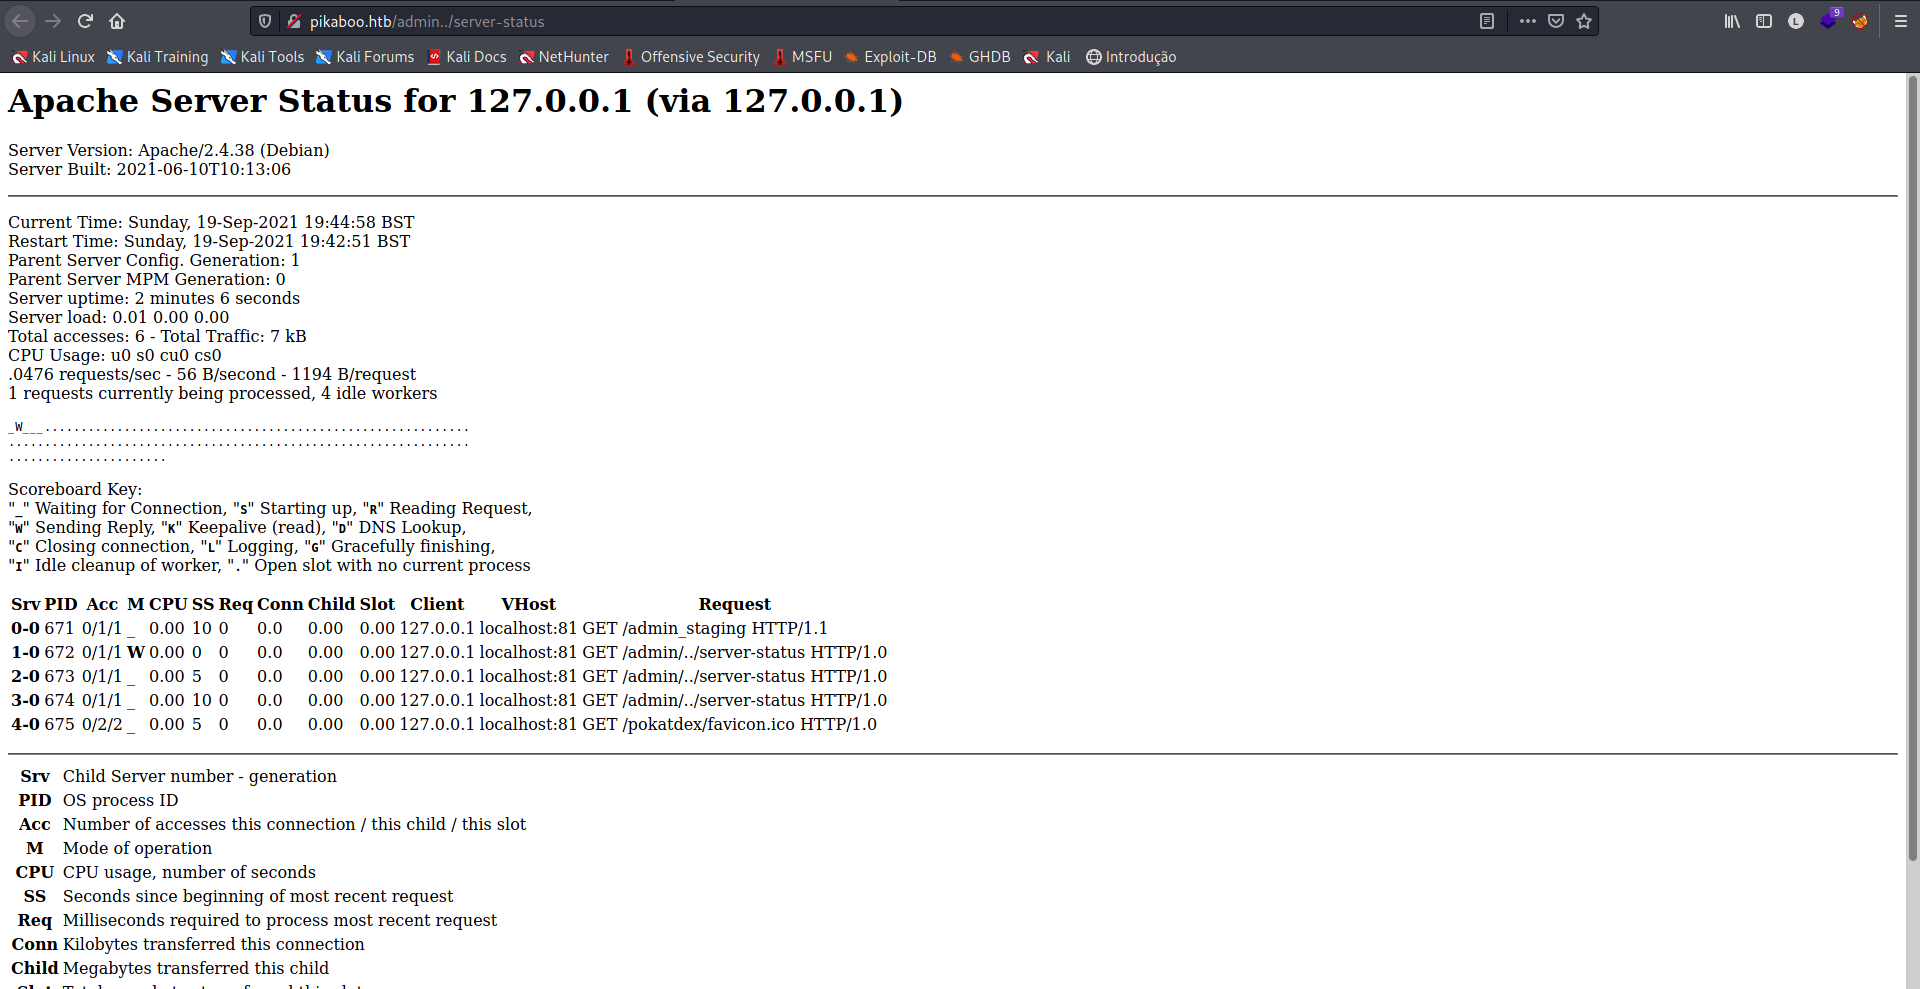 pikaboo.htb/admin../server-status
9
Kali Linux Kali Training Kali Tools Kali Forums Kali Docs NetHunter Offensive Security MSFU Exploit-DB GHDB Kali Introdução
Apache Server Status for 127.0.0.1 (via 127.0.0.1)
Server Version: Apache/2.4.38 (Debian)
Server Built: 2021-06-10T10:13:06
Current Time: Sunday, 19-Sep-2021 19:44:58 BST
Restart Time: Sunday, 19-Sep-2021 19:42:51 BST
Parent Server Config. Generation: 1
Parent Server MPM Generation: 0
Server uptime: 2 minutes 6 seconds
Server load: 0.01 0.00 0.00
Total accesses: 6 - Total Traffic: 7 kB
CPU Usage: u0 s0 cu0 cs0
.0476 requests/sec - 56 B/second - 1194 B/request
1 requests currently being processed, 4 idle workers
_W___...........................................................
................................................................
......................
Scoreboard Key:
"_" Waiting for Connection, "S" Starting up, "R" Reading Request,
"W" Sending Reply, "K" Keepalive (read), "D" DNS Lookup,
"C" Closing connection, "L" Logging, "G" Gracefully finishing,
"I" Idle cleanup of worker, "." Open slot with no current process
Srv PID Acc M CPU SS Req Conn Child Slot Client VHost Request
0-0 671 0/1/1 _ 0.00 10 0 0.0 0.00 0.00 127.0.0.1 localhost:81 GET /admin_staging HTTP/1.1
1-0 672 0/1/1 W 0.00 0 0 0.0 0.00 0.00 127.0.0.1 localhost:81 GET /admin/../server-status HTTP/1.0
2-0 673 0/1/1 _ 0.00 5 0 0.0 0.00 0.00 127.0.0.1 localhost:81 GET /admin/../server-status HTTP/1.0
3-0 674 0/1/1 _ 0.00 10 0 0.0 0.00 0.00 127.0.0.1 localhost:81 GET /admin/../server-status HTTP/1.0
4-0 675 0/2/2 _ 0.00 5 0 0.0 0.00 0.00 127.0.0.1 localhost:81 GET /pokatdex/favicon.ico HTTP/1.0
Srv Child Server number - generation
PID OS process ID
Acc Number of accesses this connection / this child / this slot
M Mode of operation
CPU CPU usage, number of seconds
SS Seconds since beginning of most recent request
Req Milliseconds required to process most recent request
Conn Kilobytes transferred this connection
Child Megabytes transferred this child